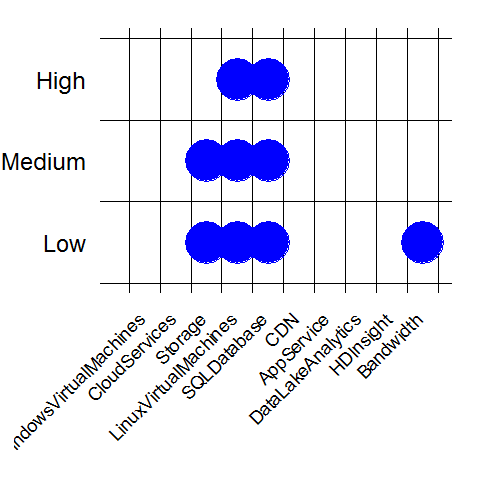 High
Medium
Low
ndowsVirtualMachines
CloudServices
Storage
LinuxVirtualMachines
SQLDatabase
CDN
AppService
DataLakeAnalytics
HDInsight
Bandwidth